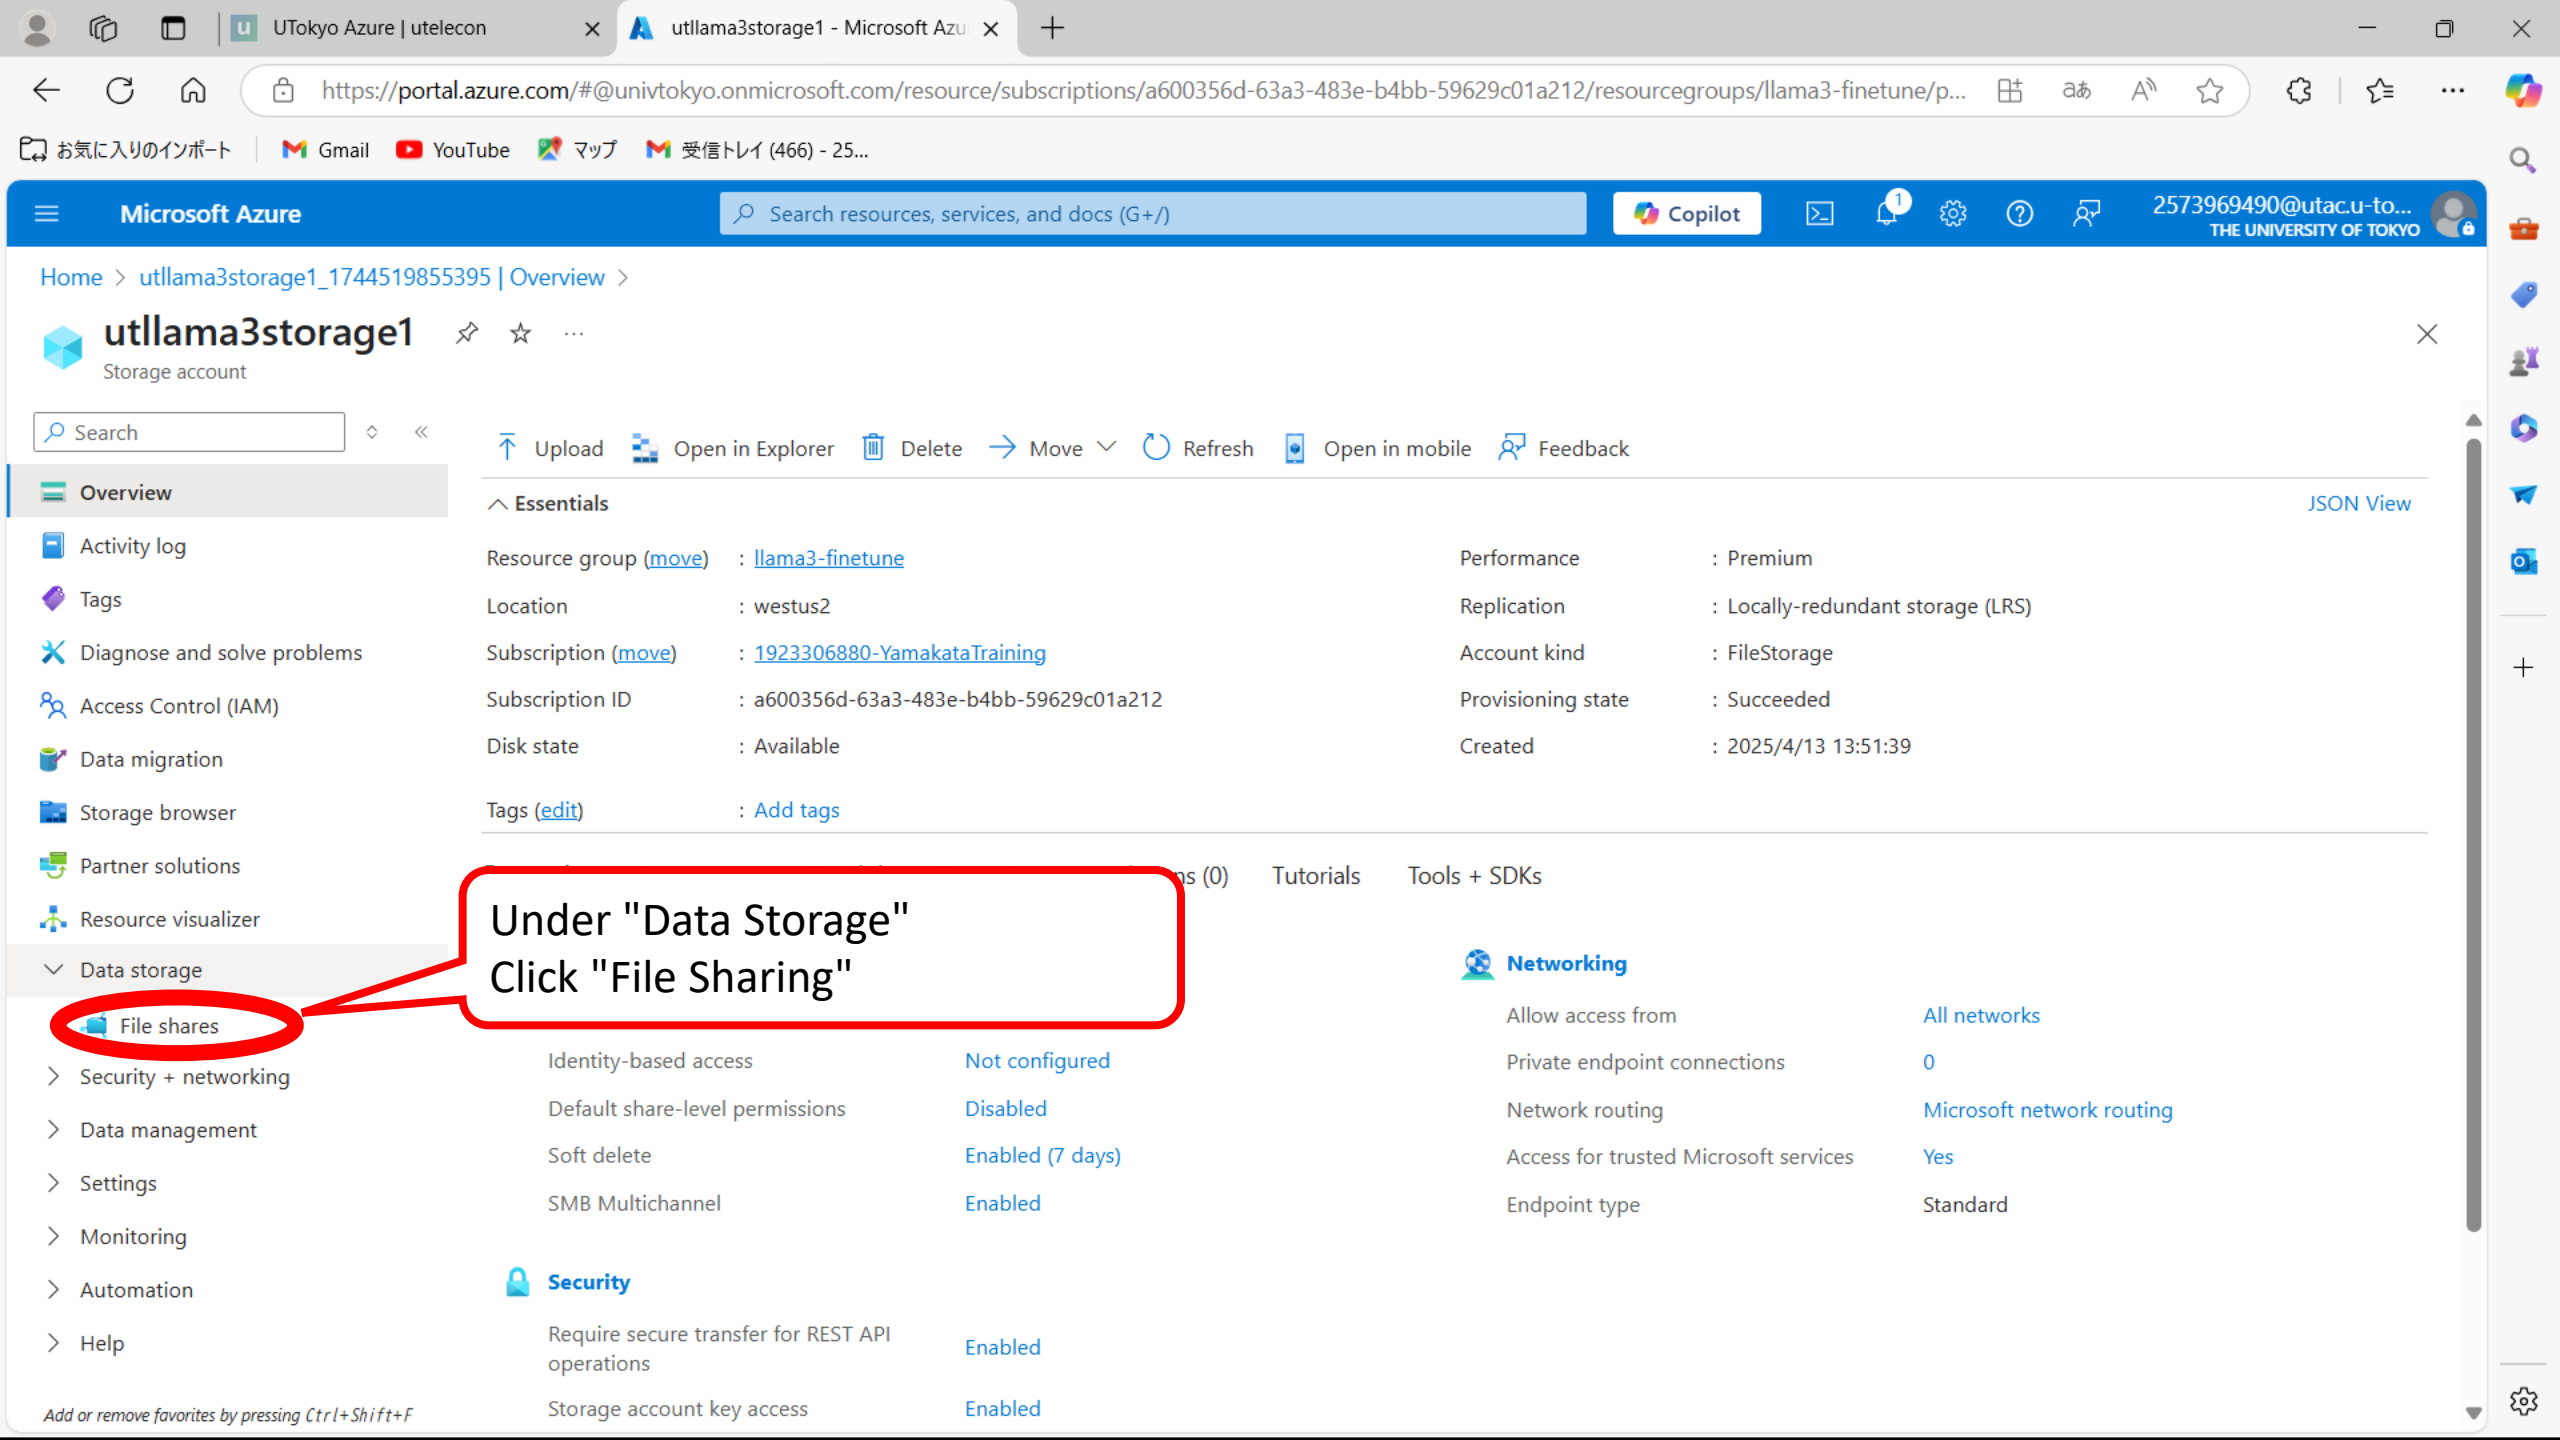 UTokyo Azure | utelecon
utllama3storage1 - Microsoft Azu
https://portal.azure.com/#@univtokyo.onmicrosoft.com/resource/subscriptions/a600356d-63a3-483e-b4bb-59629c01a212/resourcegroups/llama3-finetune/p...
お気に入りのインポート
Gmail
YouTube
マップ
受信トレイ (466) - 25...
Microsoft Azure
Search resources, services, and docs (G+/)
Copilot
1
2573969490@utac.u-to...
THE UNIVERSITY OF TOKYO
Home > utllama3storage1_1744519855395 | Overview >
utllama3storage1
Storage account
Search
Overview
Activity log
Tags
Diagnose and solve problems
Access Control (IAM)
Data migration
Storage browser
Partner solutions
Resource visualizer
Data storage
File shares
Security + networking
Data management
Settings
Monitoring
Automation
Help
Add or remove favorites by pressing Ctrl+Shift+F
Upload
Open in Explorer
Delete
Move
Refresh
Open in mobile
Feedback
Essentials
JSON View
Resource group (move) : llama3-finetune
Location : westus2
Subscription (move) : 1923306880-YamakataTraining
Subscription ID : a600356d-63a3-483e-b4bb-59629c01a212
Disk state : Available
Tags (edit) : Add tags
Performance : Premium
Replication : Locally-redundant storage (LRS)
Account kind : FileStorage
Provisioning state : Succeeded
Created : 2025/4/13 13:51:39
(0)
Tutorials
Tools + SDKs
Under "Data Storage"
Click "File Sharing"
Identity-based access Not configured
Default share-level permissions Disabled
Soft delete Enabled (7 days)
SMB Multichannel Enabled
Security
Require secure transfer for REST API
operations Enabled
Storage account key access Enabled
Networking
Allow access from All networks
Private endpoint connections 0
Network routing Microsoft network routing
Access for trusted Microsoft services Yes
Endpoint type Standard